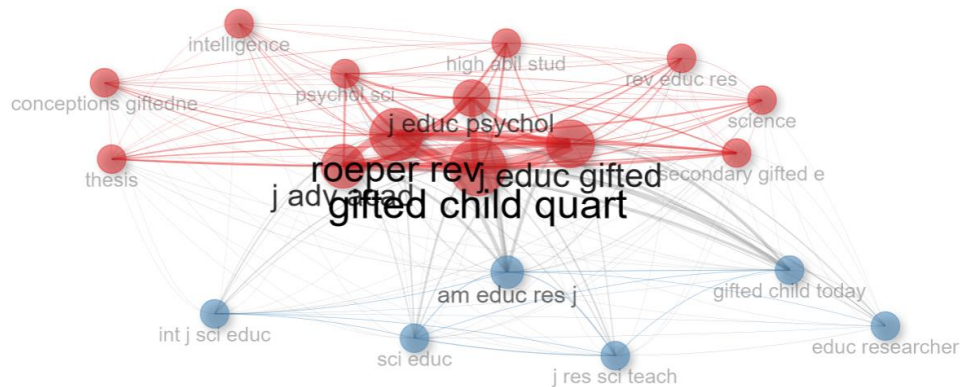 intelligence
high abil stud
rev educ res
conceptions giftedne
psychol sci
science
j educ psychol
thesis
roeper rev
j educ gifted
secondary gifted e
j adv acad
gifted child quart
am educ res j
gifted child today
int j sci educ
sci educ
educ researcher
j res sci teach